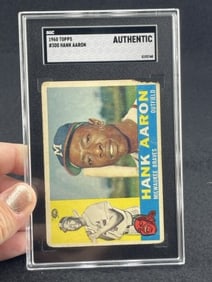 SGC
1960 TOPPS
#300 HANK AARON
AUTHENTIC
M
HANK AARON
MILWAUKEE BRAVES
OUTFIELD